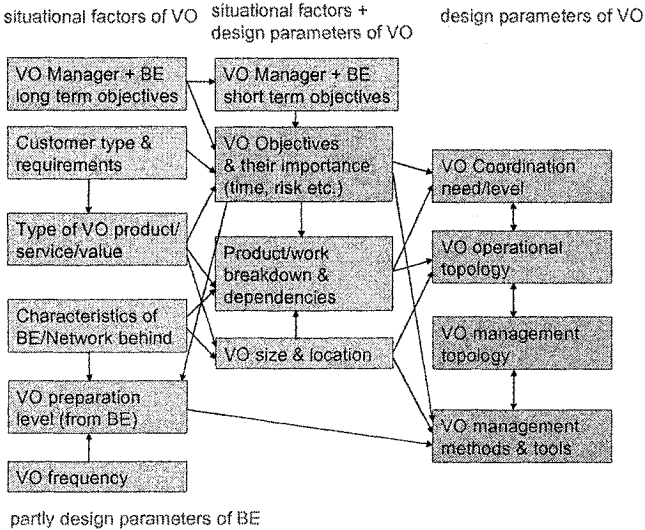 situational factors of VO
situational factors +
design parameters of VO
design parameters of VO
VO Manager + BE
long term objectives
Customer type &
requirements
Type of VO product/
service/value
Characteristics of
BE/Network behind
VO preparation
level (from BE)
VO frequency
partly design parameters of BE
VO Manager + BE
short term objectives
VO Objectives
& their importance
(time, risk etc.)
Product/work
breakdown &
dependencies
VO size & location
VO Coordination
need/level
VO operational
topology
VO management
topology
VO management
methods & tools